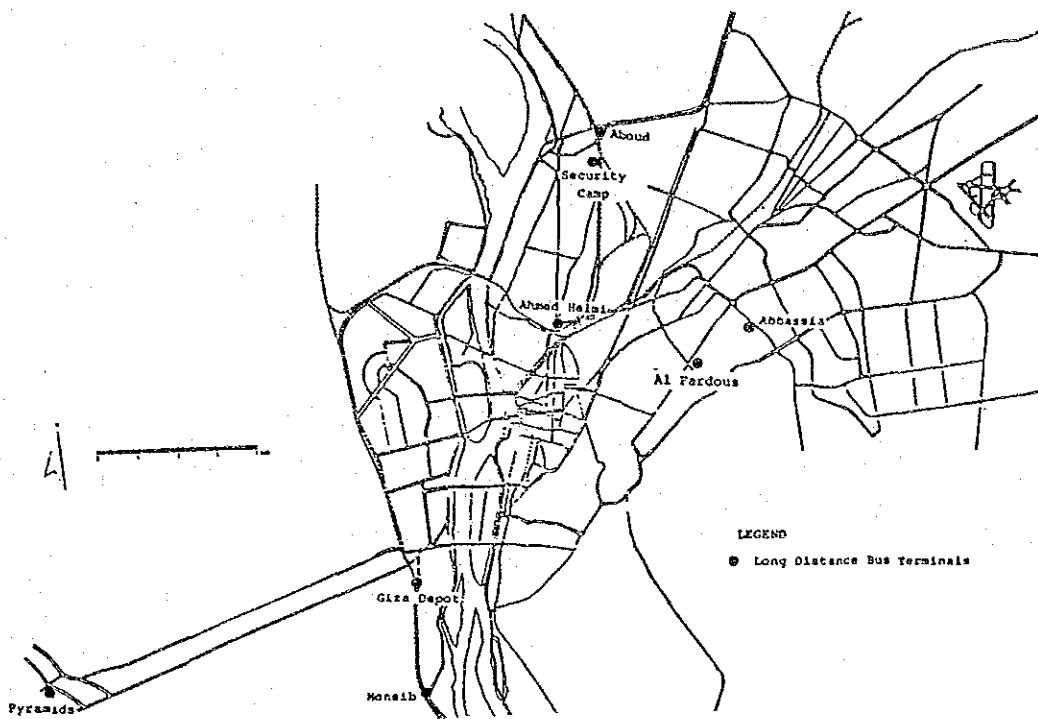 Aboud
Security
Camp
Ahmed Helmi
Abbassia
Al Fardous
LEGEND
Long Distance Bus Terminals
Giza Depot
Monsib
Pyramids